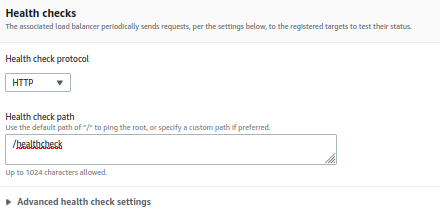 Health checks
The associated load balancer periodically sends requests, per the settings below, to the registered targets to test their status.
Health check protocol
HTTP
Health check path
Use the default path of "/" to ping the root, or specify a custom path if preferred.
/healthcheck
Up to 1024 characters allowed.
Advanced health check settings